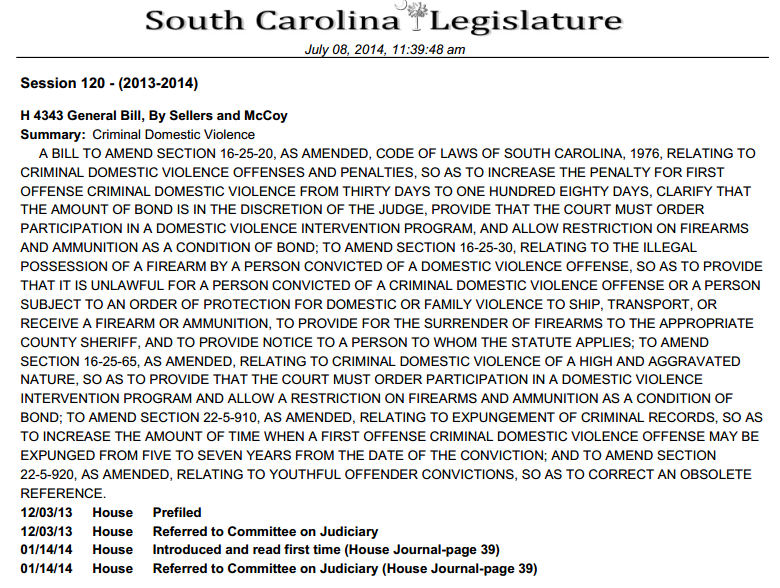 South Carolina Legislature
July 08, 2014, 11:39:48 am
Session 120 - (2013-2014)
H 4343 General Bill, By Sellers and McCoy
Summary: Criminal Domestic Violence
A BILL TO AMEND SECTION 16-25-20, AS AMENDED, CODE OF LAWS OF SOUTH CAROLINA, 1976, RELATING TO
CRIMINAL DOMESTIC VIOLENCE OFFENSES AND PENALTIES, SO AS TO INCREASE THE PENALTY FOR FIRST
OFFENSE CRIMINAL DOMESTIC VIOLENCE FROM THIRTY DAYS TO ONE HUNDRED EIGHTY DAYS, CLARIFY THAT
THE AMOUNT OF BOND IS IN THE DISCRETION OF THE JUDGE, PROVIDE THAT THE COURT MUST ORDER
PARTICIPATION IN A DOMESTIC VIOLENCE INTERVENTION PROGRAM, AND ALLOW RESTRICTION ON FIREARMS
AND AMMUNITION AS A CONDITION OF BOND; TO AMEND SECTION 16-25-30, RELATING TO THE ILLEGAL
POSSESSION OF A FIREARM BY A PERSON CONVICTED OF A DOMESTIC VIOLENCE OFFENSE, SO AS TO PROVIDE
THAT IT IS UNLAWFUL FOR A PERSON CONVICTED OF A CRIMINAL DOMESTIC VIOLENCE OFFENSE OR A PERSON
SUBJECT TO AN ORDER OF PROTECTION FOR DOMESTIC OR FAMILY VIOLENCE TO SHIP, TRANSPORT, OR
RECEIVE A FIREARM OR AMMUNITION, TO PROVIDE FOR THE SURRENDER OF FIREARMS TO THE APPROPRIATE
COUNTY SHERIFF, AND TO PROVIDE NOTICE TO A PERSON TO WHOM THE STATUTE APPLIES; TO AMEND
SECTION 16-25-65, AS AMENDED, RELATING TO CRIMINAL DOMESTIC VIOLENCE OF A HIGH AND AGGRAVATED
NATURE, SO AS TO PROVIDE THAT THE COURT MUST ORDER PARTICIPATION IN A DOMESTIC VIOLENCE
INTERVENTION PROGRAM AND ALLOW A RESTRICTION ON FIREARMS AND AMMUNITION AS A CONDITION OF
BOND; TO AMEND SECTION 22-5-910, AS AMENDED, RELATING TO EXPUNGEMENT OF CRIMINAL RECORDS, SO AS
TO INCREASE THE AMOUNT OF TIME WHEN A FIRST OFFENSE CRIMINAL DOMESTIC VIOLENCE OFFENSE MAY BE
EXPUNGED FROM FIVE TO SEVEN YEARS FROM THE DATE OF THE CONVICTION; AND TO AMEND SECTION
22-5-920, AS AMENDED, RELATING TO YOUTHFUL OFFENDER CONVICTIONS, SO AS TO CORRECT AN OBSOLETE
REFERENCE.
12/03/13 House Prefiled
12/03/13 House Referred to Committee on Judiciary
01/14/14 House Introduced and read first time (House Journal-page 39)
01/14/14 House Referred to Committee on Judiciary (House Journal-page 39)